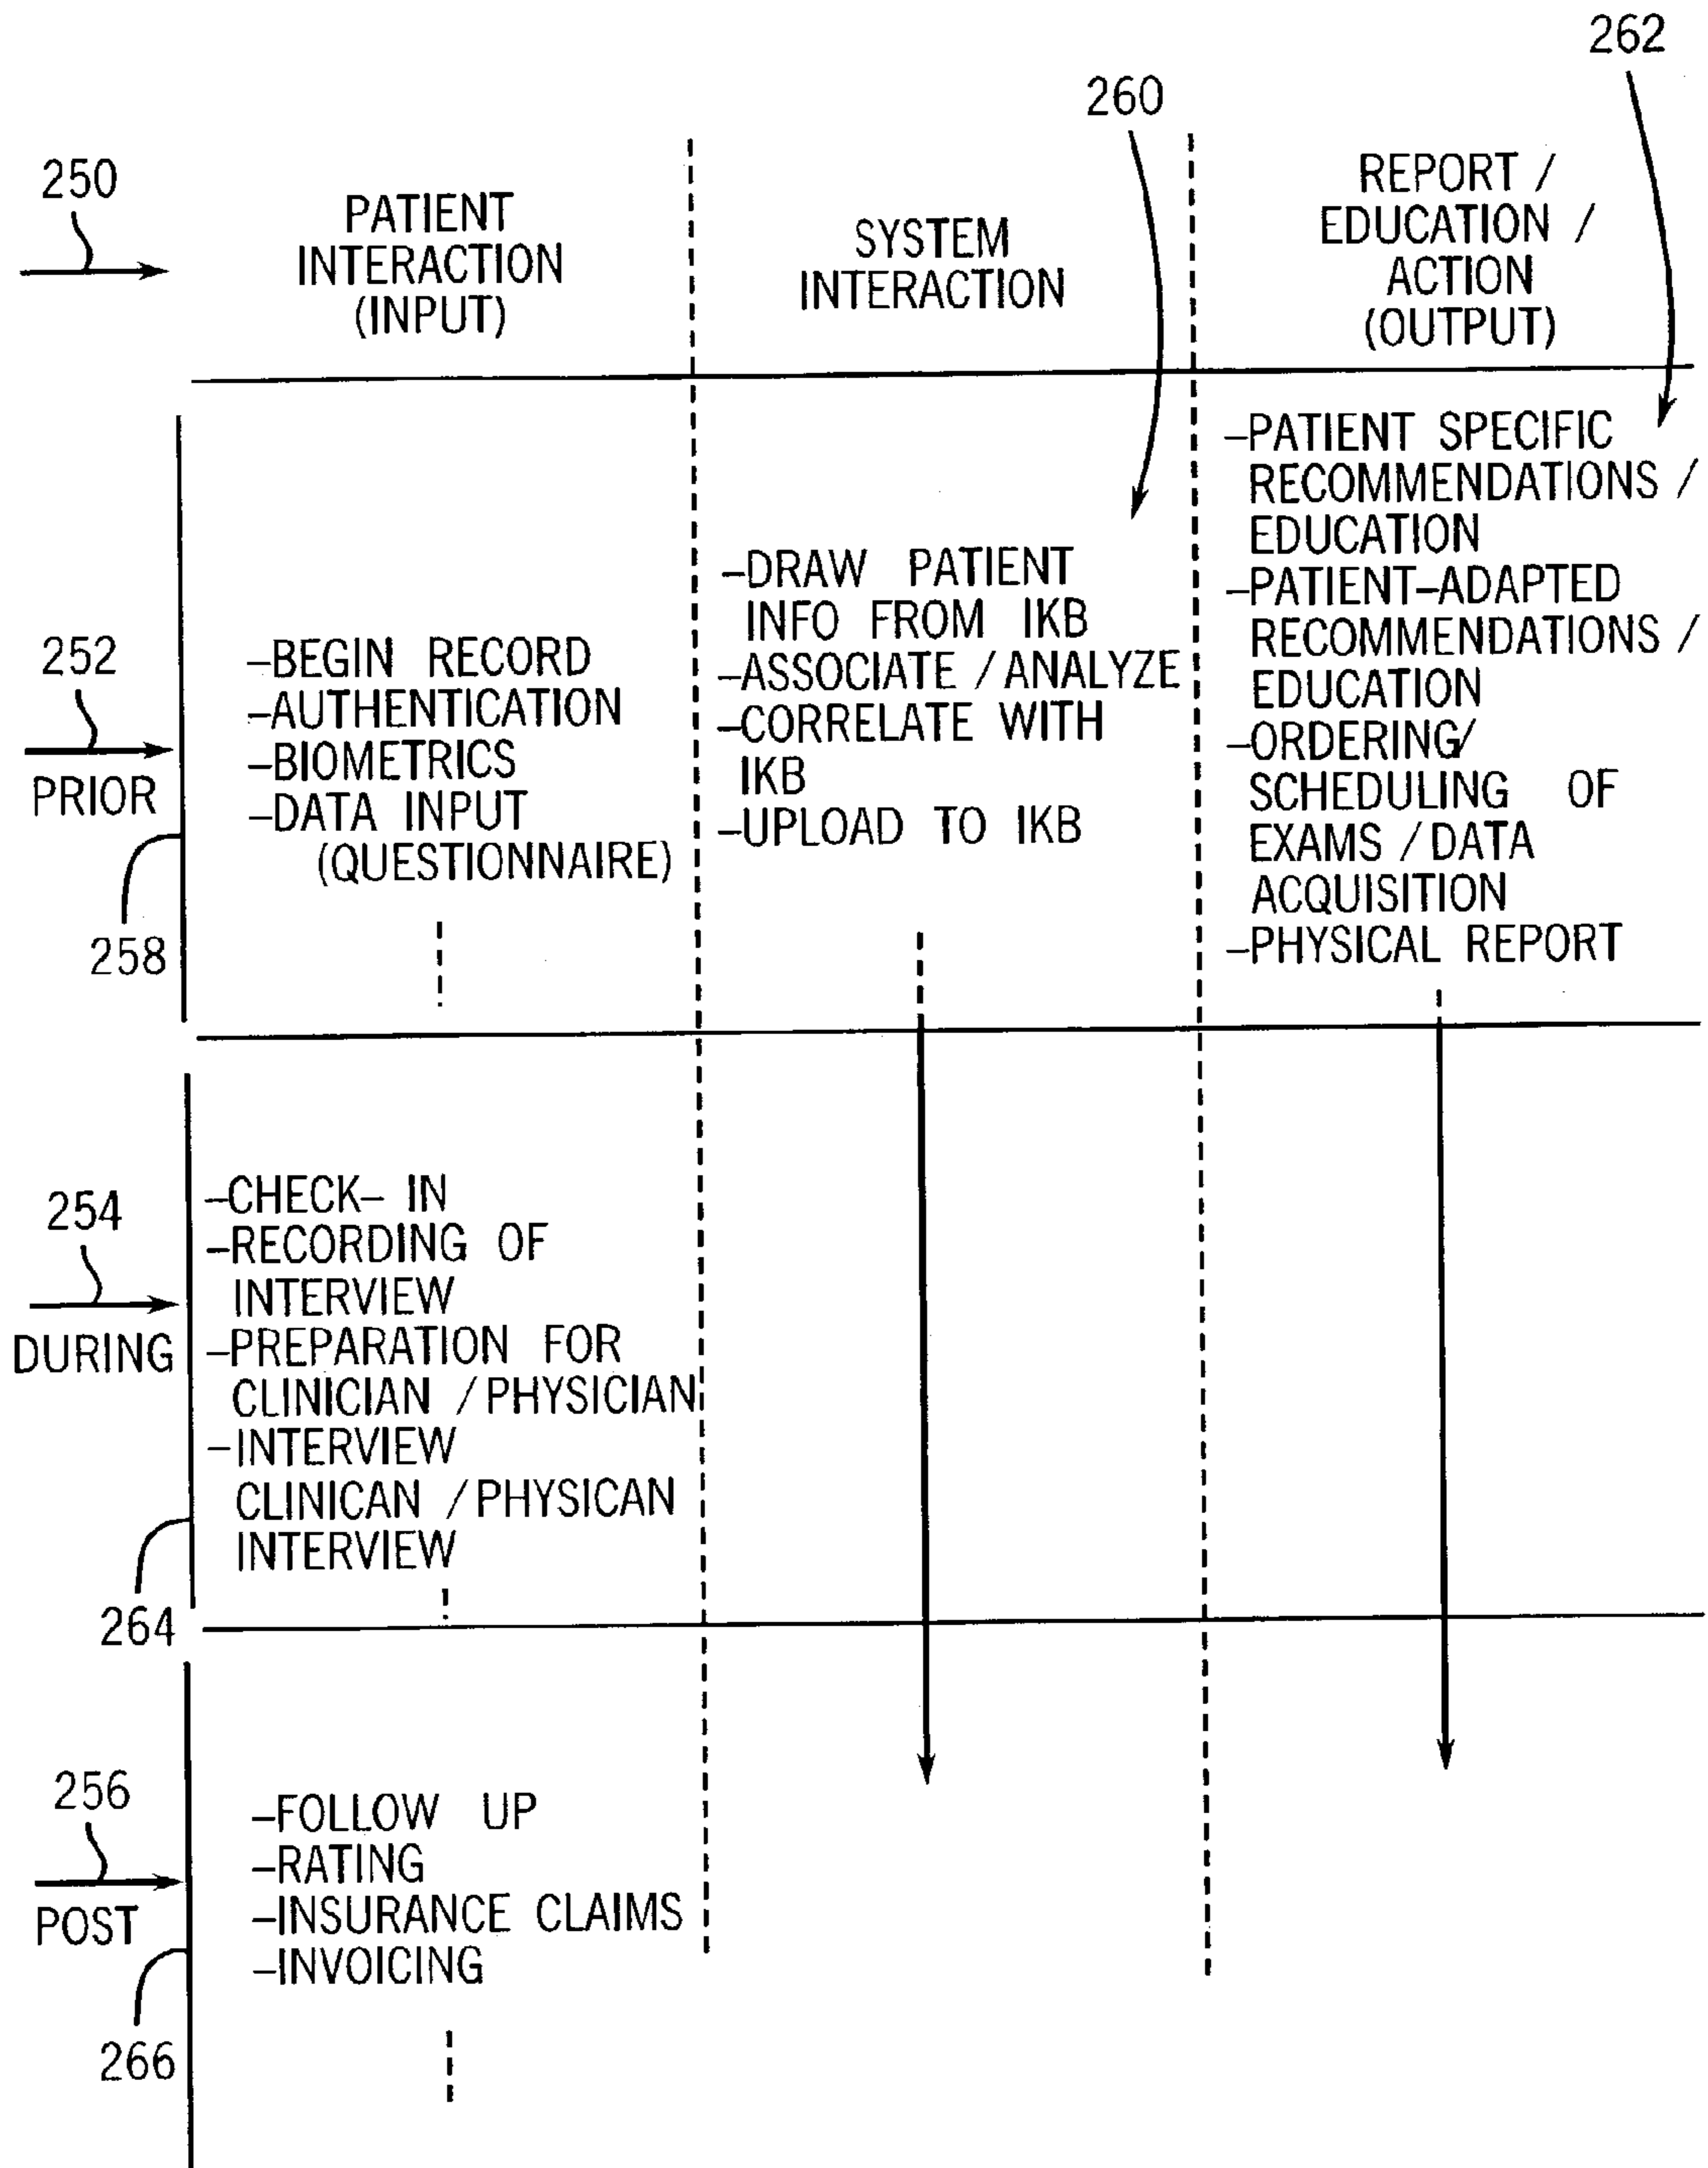 262
260
250
PATIENT
INTERACTION
(INPUT)
SYSTEM
INTERACTION
REPORT /
EDUCATION /
ACTION
(OUTPUT)
252
PRIOR
258
–BEGIN RECORD
–AUTHENTICATION
–BIOMETRICS
–DATA INPUT
(QUESTIONNAIRE)
–DRAW PATIENT
INFO FROM IKB
–ASSOCIATE / ANALYZE
–CORRELATE WITH
IKB
–UPLOAD TO IKB
–PATIENT SPECIFIC
RECOMMENDATIONS /
EDUCATION
–PATIENT–ADAPTED
RECOMMENDATIONS /
EDUCATION
–ORDERING/
SCHEDULING OF
EXAMS / DATA
ACQUISITION
–PHYSICAL REPORT
254
DURING
264
–CHECK– IN
–RECORDING OF
INTERVIEW
–PREPARATION FOR
CLINICIAN / PHYSICIAN
–INTERVIEW
CLINICAN / PHYSICAN
INTERVIEW
256
POST
266
–FOLLOW UP
–RATING
–INSURANCE CLAIMS
–INVOICING